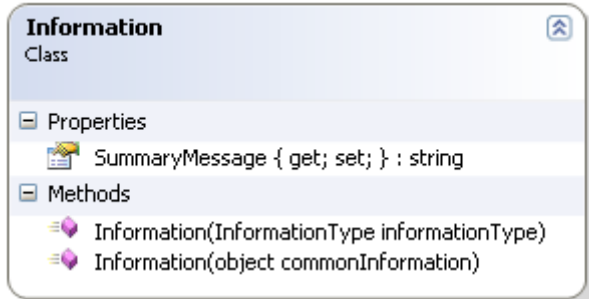 Information
Class
Properties
SummaryMessage { get; set; } : string
Methods
Information(InformationType informationType)
Information(object commonInformation)